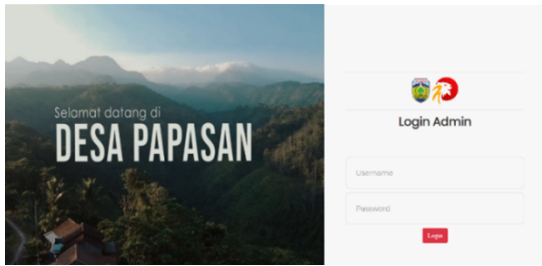 Selamat datang di
DESA PAPASAN
Login Admin
Username
Password
Login